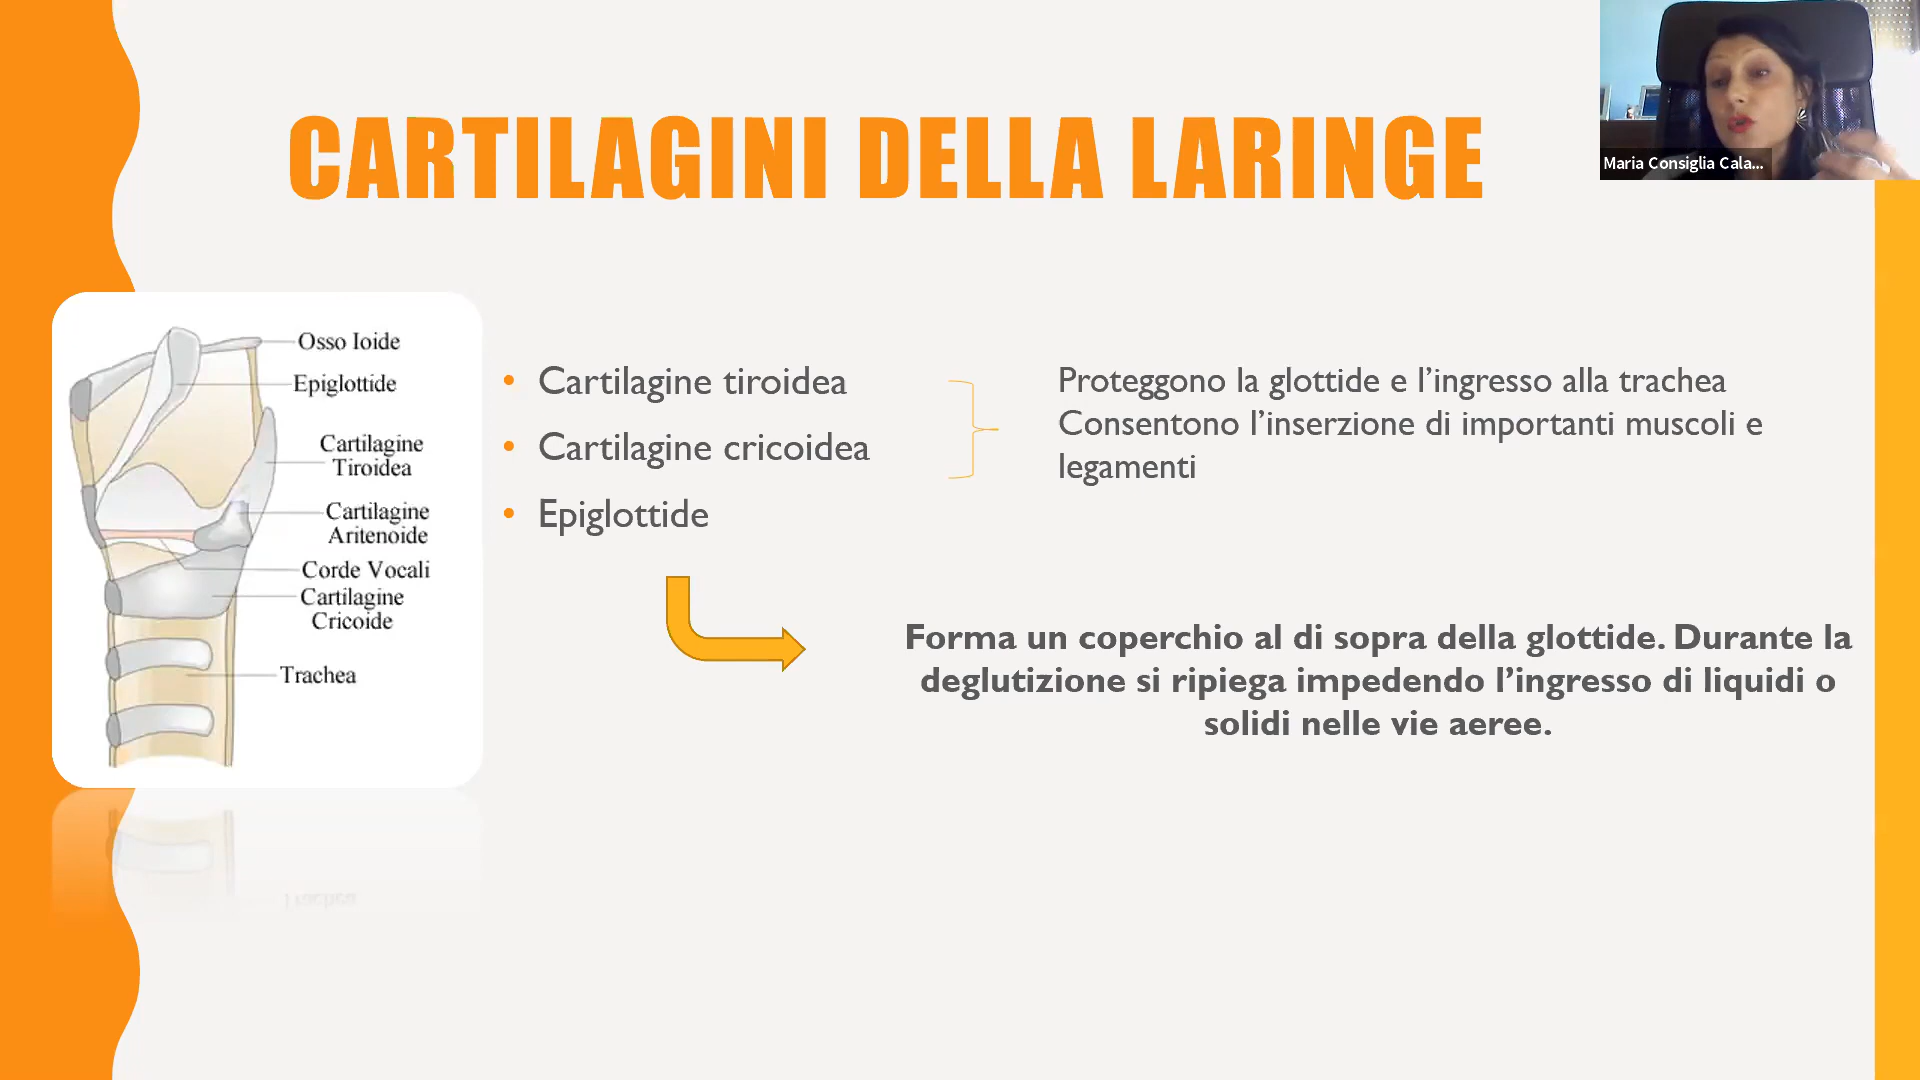 Maria Consiglia Cala...
CARTILAGINI DELLA LARINGE
Osso Ioide
Epiglottide
Cartilagine
Tiroidea
Cartilagine
Aritenoide
Corde Vocali
Cartilagine
Cricoide
Trachea
• Cartilagine tiroidea
• Cartilagine cricoidea
• Epiglottide
Proteggono la glottide e l’ingresso alla trachea
Consentono l’inserzione di importanti muscoli e
legamenti
Forma un coperchio al di sopra della glottide. Durante la
deglutizione si ripiega impedendo l’ingresso di liquidi o
solidi nelle vie aeree.